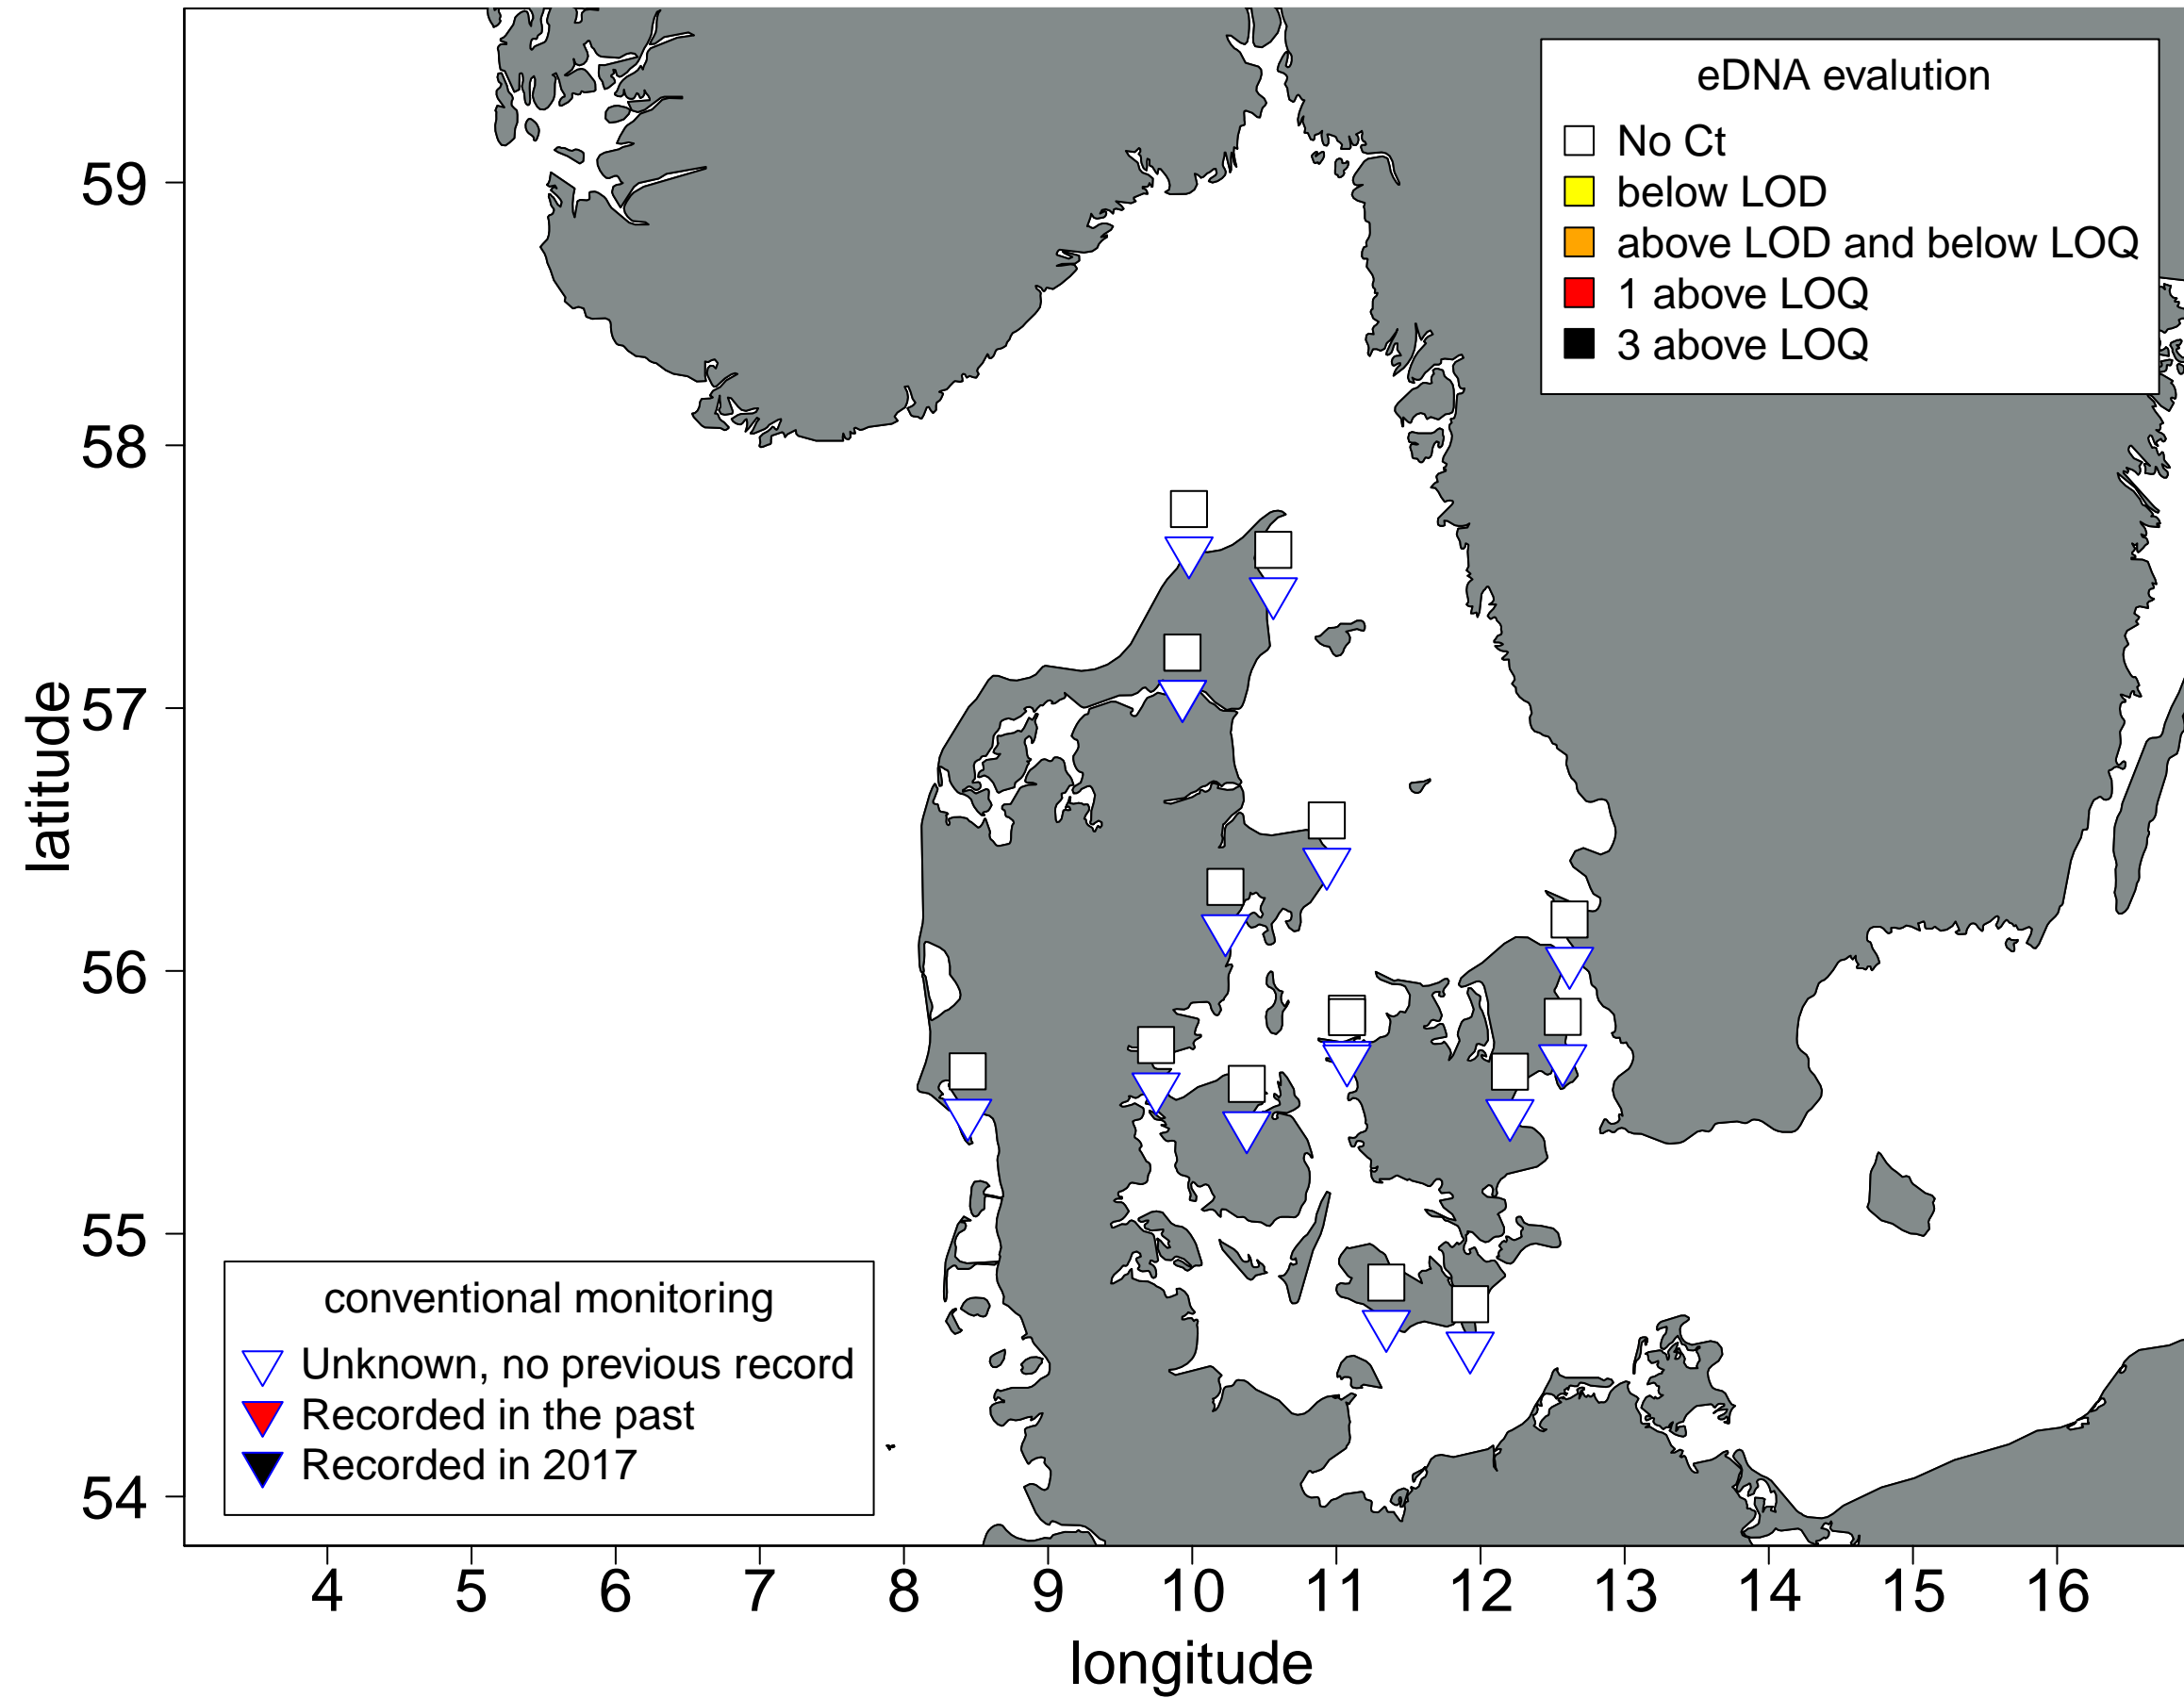 eDNA evalution
No Ct
below LOD
above LOD and below LOQ
1 above LOQ
3 above LOQ
59
58
57
56
55
54
latitude
conventional monitoring
Unknown, no previous record
Recorded in the past
Recorded in 2017
4 5 6 7 8 9 10 11 12 13 14 15 16
longitude